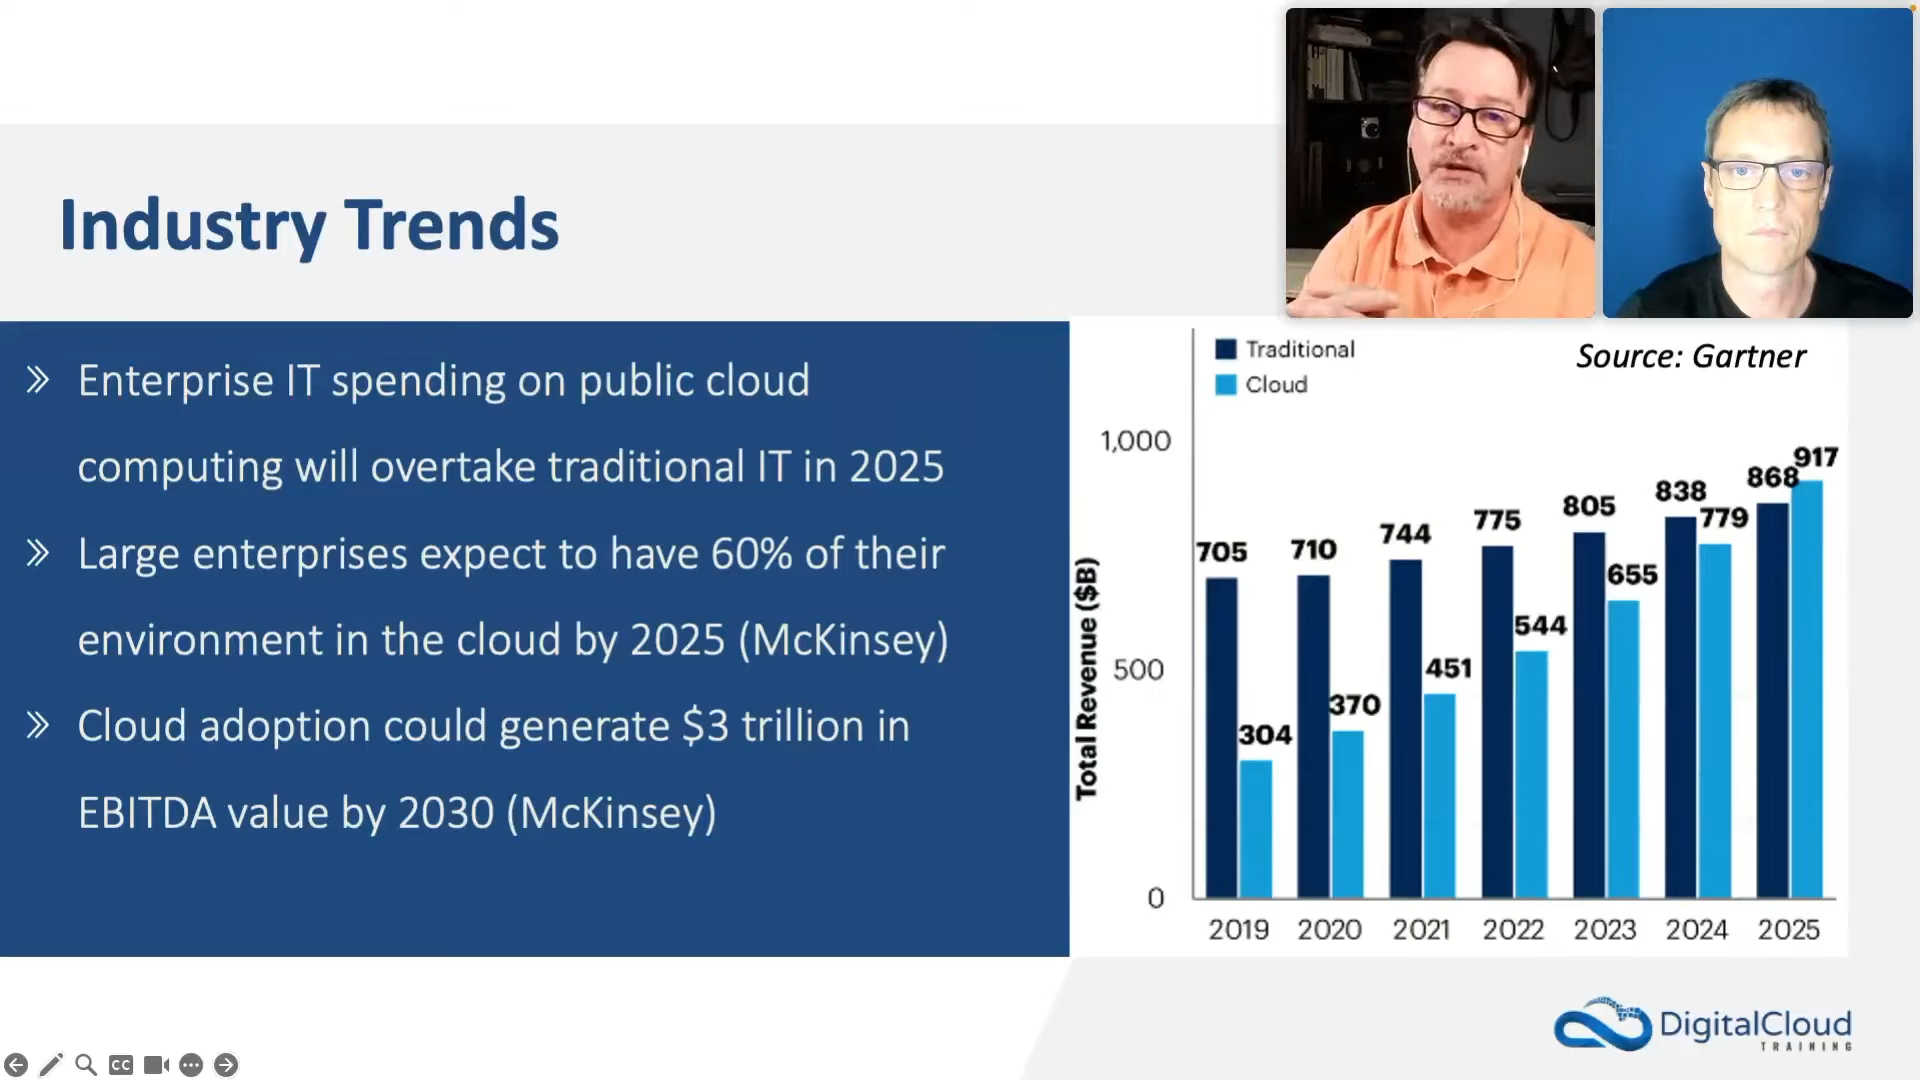 Industry Trends
Enterprise IT spending on public cloud
computing will overtake traditional IT in 2025
Large enterprises expect to have 60% of their
environment in the cloud by 2025 (McKinsey)
Cloud adoption could generate $3 trillion in
EBITDA value by 2030 (McKinsey)
Traditional
Cloud
Source: Gartner
Total Revenue ($B)
1,000
500
0
705
304
710
370
744
451
775
544
805
655
838
779
868
917
2019 2020 2021 2022 2023 2024 2025
DigitalCloud
TRAINING
CC